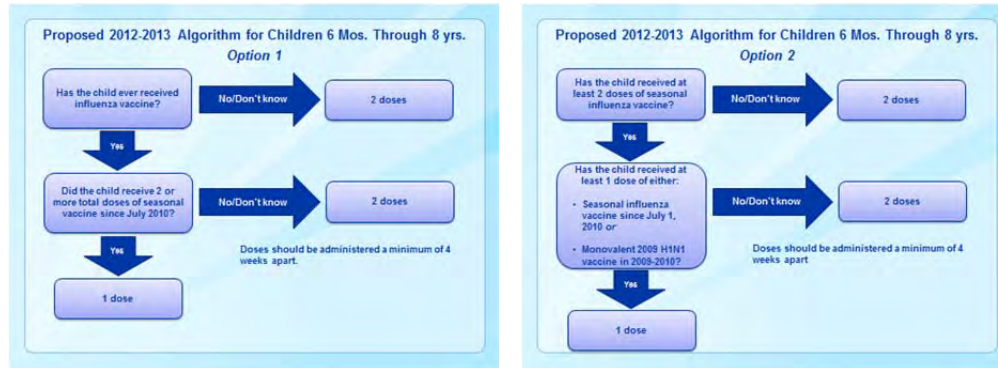 Proposed 2012-2013 Algorithm for Children 6 Mos. Through 8 yrs.
Option 1
Has the child ever received
influenza vaccine?
No/Don't know
2 doses
Yes
Did the child receive 2 or
more total doses of seasonal
vaccine since July 2010?
No/Don't know
2 doses
Yes
Doses should be administered a minimum of 4
weeks apart.
1 dose
Proposed 2012-2013 Algorithm for Children 6 Mos. Through 8 yrs.
Option 2
Has the child received at
least 2 doses of seasonal
influenza vaccine?
No/Don't know
2 doses
Yes
Has the child received at
least 1 dose of either:
• Seasonal influenza
vaccine since July 1,
2010 or
• Monovalent 2009 H1N1
vaccine in 2009-2010?
No/Don't know
2 doses
Doses should be administered a minimum of 4
weeks apart
Yes
1 dose